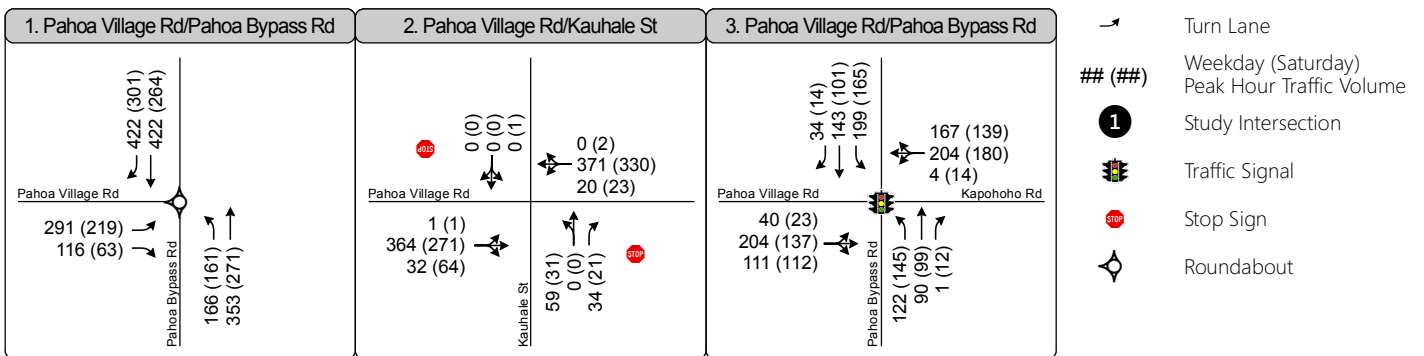 1. Pahoa Village Rd/Pahoa Bypass Rd
422 (301)
422 (264)
Pahoa Village Rd
291 (219)
116 (63)
Pahoa Bypass Rd
166 (161)
353 (271)
2. Pahoa Village Rd/Kauhale St
STOP
0 (0)
0 (0)
0 (1)
0 (2)
371 (330)
20 (23)
Pahoa Village Rd
1 (1)
364 (271)
32 (64)
Kauhale St
59 (31)
0 (0)
34 (21)
STOP
3. Pahoa Village Rd/Pahoa Bypass Rd
34 (14)
143 (101)
199 (165)
167 (139)
204 (180)
4 (14)
Pahoa Village Rd
Kapohoho Rd
40 (23)
204 (137)
111 (112)
Pahoa Bypass Rd
122 (145)
90 (99)
1 (12)
Turn Lane
## (##)
Weekday (Saturday)
Peak Hour Traffic Volume
1
Study Intersection
Traffic Signal
STOP
Stop Sign
Roundabout